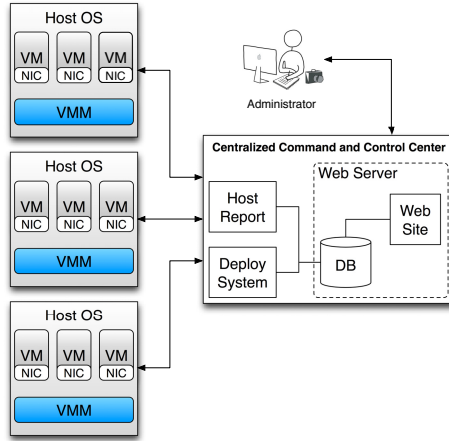 Host OS
VM VM VM
NIC NIC NIC
VMM
Host OS
VM VM VM
NIC NIC NIC
VMM
Host OS
VM VM VM
NIC NIC NIC
VMM
Administrator
Centralized Command and Control Center
Host
Report
Deploy
System
Web Server
Web
Site
DB